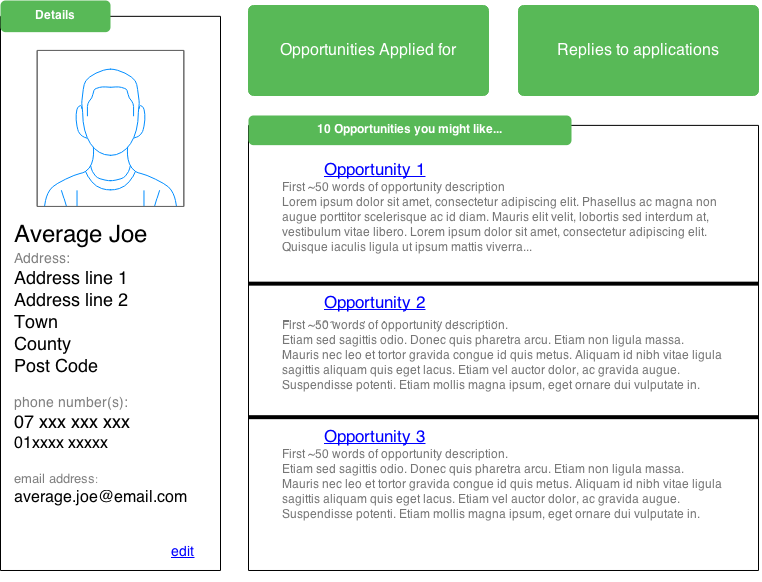 Details
Average Joe
Address:
Address line 1
Address line 2
Town
County
Post Code
phone number(s):
07 xxx xxx xxx
01xxxx xxxxx
email address:
average.joe@email.com
edit
Opportunities Applied for
Replies to applications
10 Opportunities you might like...
Opportunity 1
First ~50 words of opportunity description
Lorem ipsum dolor sit amet, consectetur adipiscing elit. Phasellus ac magna non
augue porttitor scelerisque ac id diam. Mauris elit velit, lobortis sed interdum at,
vestibulum vitae libero. Lorem ipsum dolor sit amet, consectetur adipiscing elit.
Quisque iaculis ligula ut ipsum mattis viverra...
Opportunity 2
First ~50 words of opportunity description.
Etiam sed sagittis odio. Donec quis pharetra arcu. Etiam non ligula massa.
Mauris nec leo et tortor gravida congue id quis metus. Aliquam id nibh vitae ligula
sagittis aliquam quis eget lacus. Etiam vel auctor dolor, ac gravida augue.
Suspendisse potenti. Etiam mollis magna ipsum, eget ornare dui vulputate in.
Opportunity 3
First ~50 words of opportunity description.
Etiam sed sagittis odio. Donec quis pharetra arcu. Etiam non ligula massa.
Mauris nec leo et tortor gravida congue id quis metus. Aliquam id nibh vitae ligula
sagittis aliquam quis eget lacus. Etiam vel auctor dolor, ac gravida augue.
Suspendisse potenti. Etiam mollis magna ipsum, eget ornare dui vulputate in.